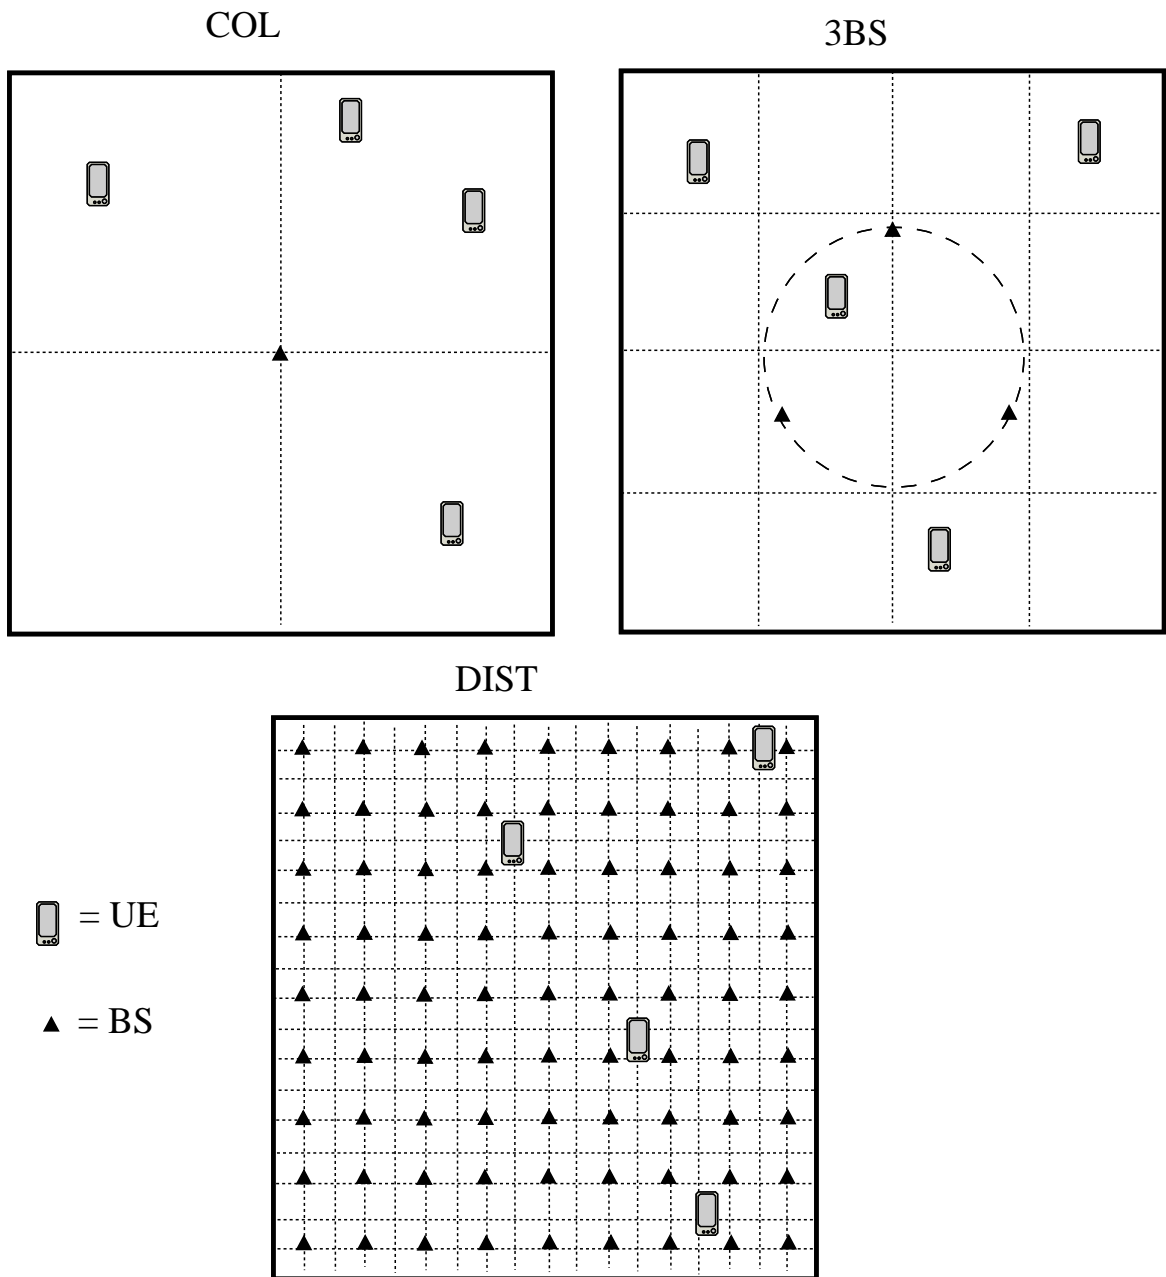 COL
3BS
DIST
= UE
= BS